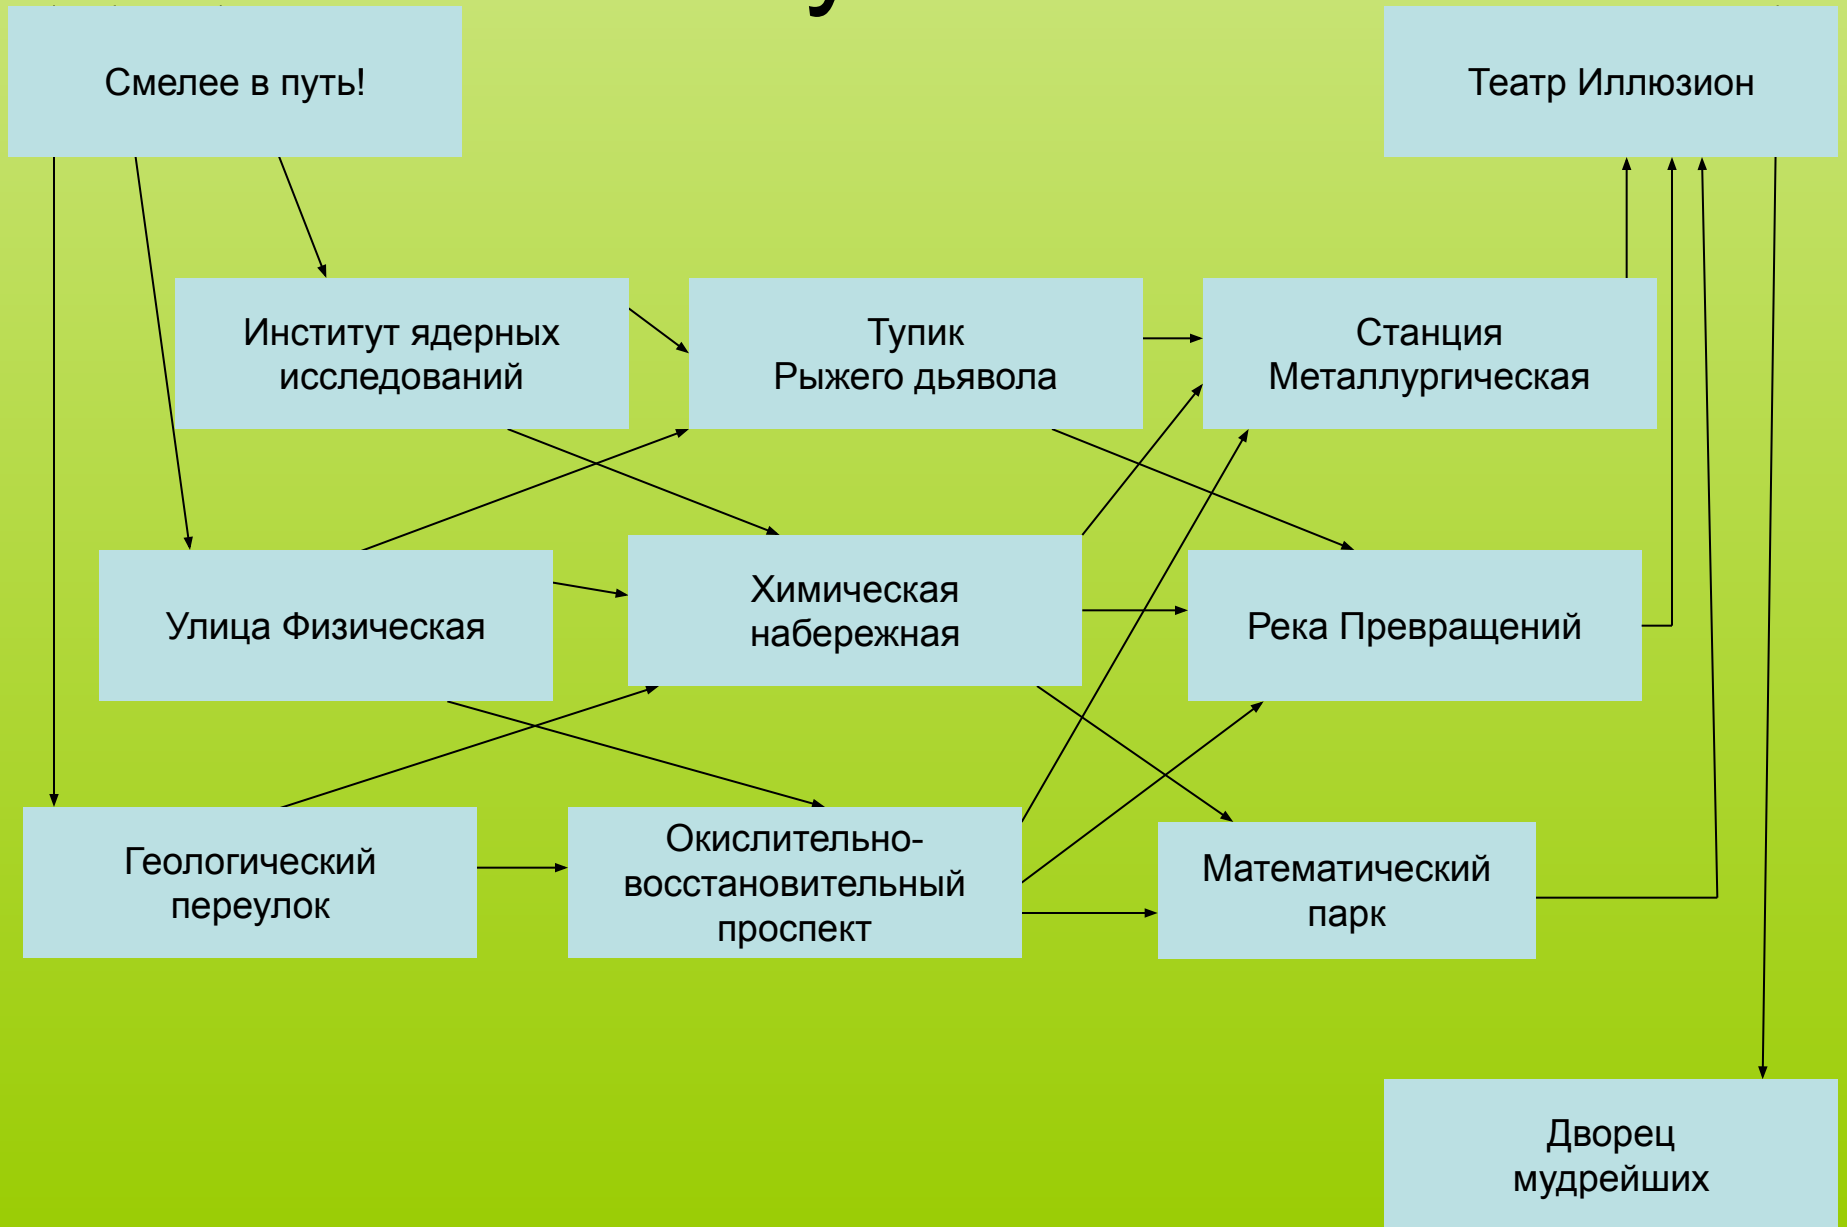 Смелее в путь!
Театр Иллюзион
Институт ядерных
исследований
Тупик
Рыжего дьявола
Станция
Металлургическая
Улица Физическая
Химическая
набережная
Река Превращений
Геологический
переулок
Окислительно-
восстановительный
проспект
Математический
парк
Дворец
мудрейших